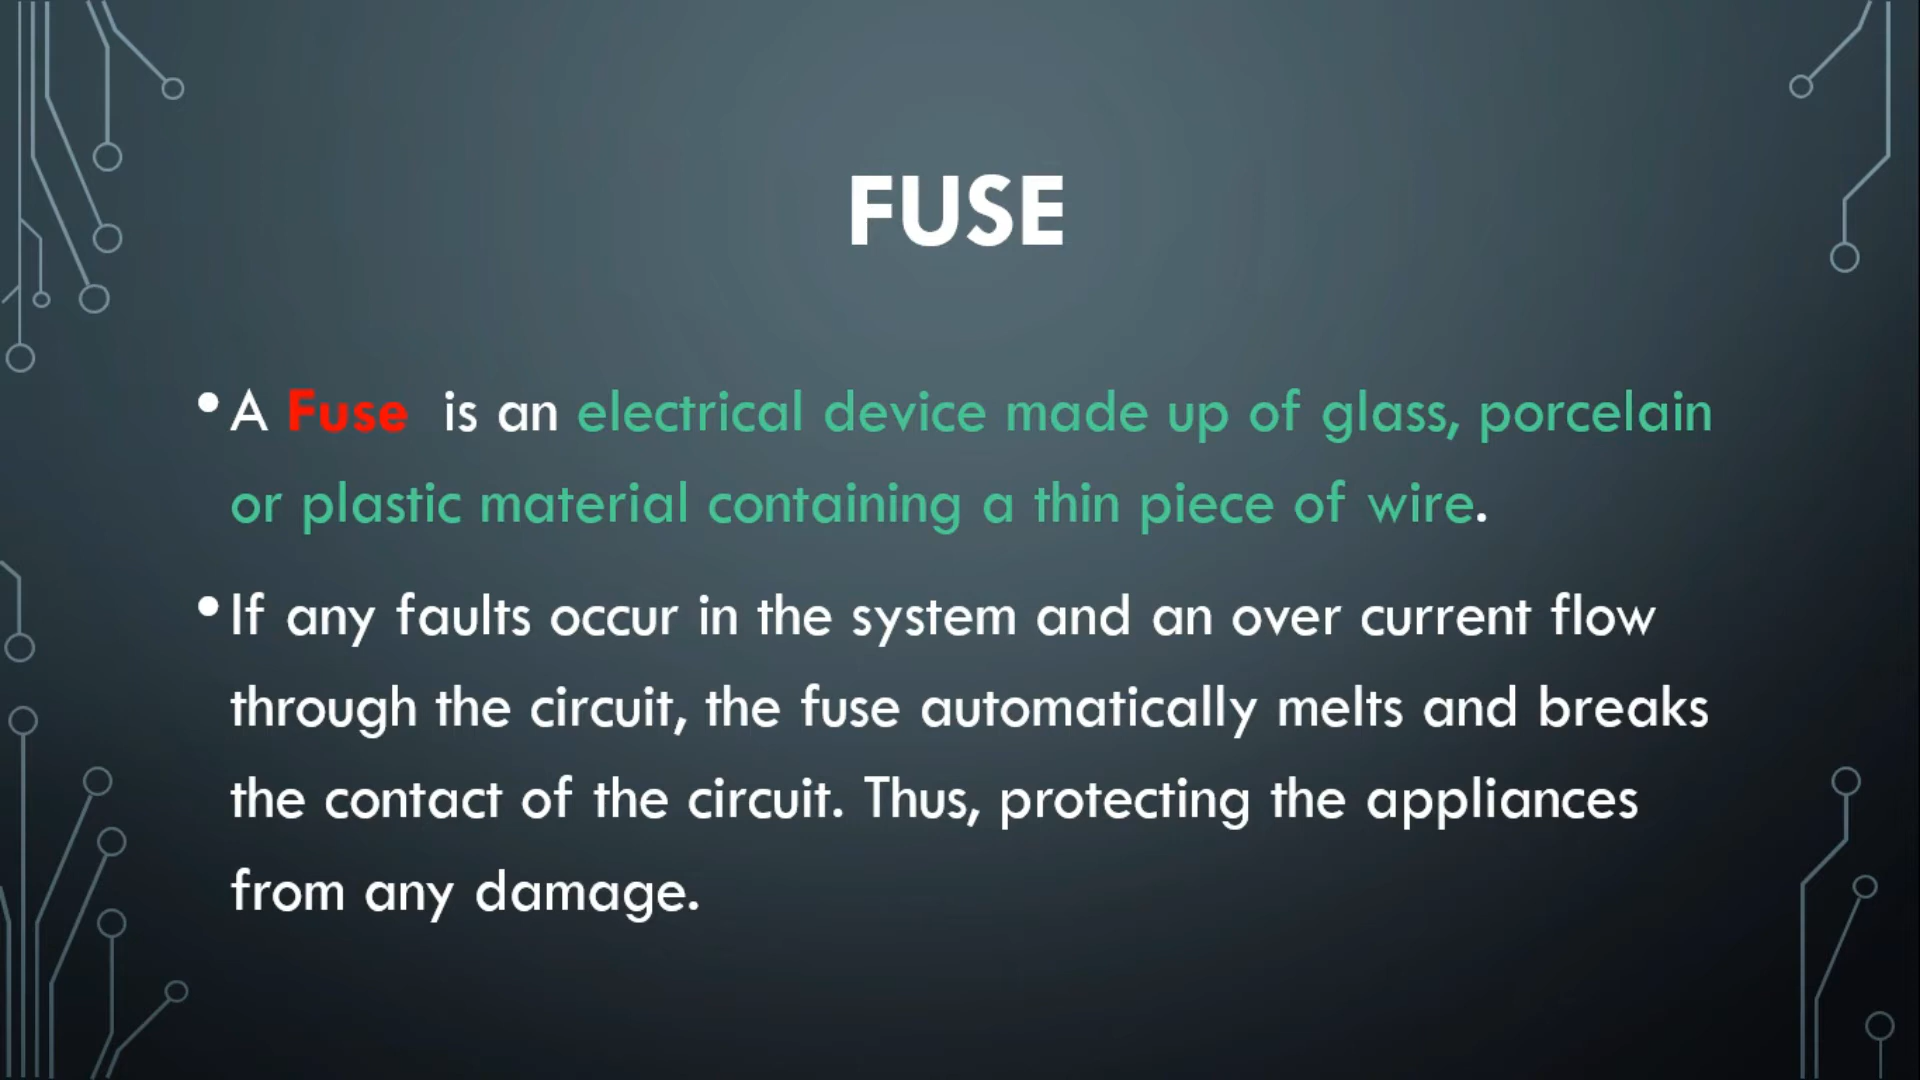 FUSE
• A Fuse is an electrical device made up of glass, porcelain
or plastic material containing a thin piece of wire.
• If any faults occur in the system and an over current flow
through the circuit, the fuse automatically melts and breaks
the contact of the circuit. Thus, protecting the appliances
from any damage.